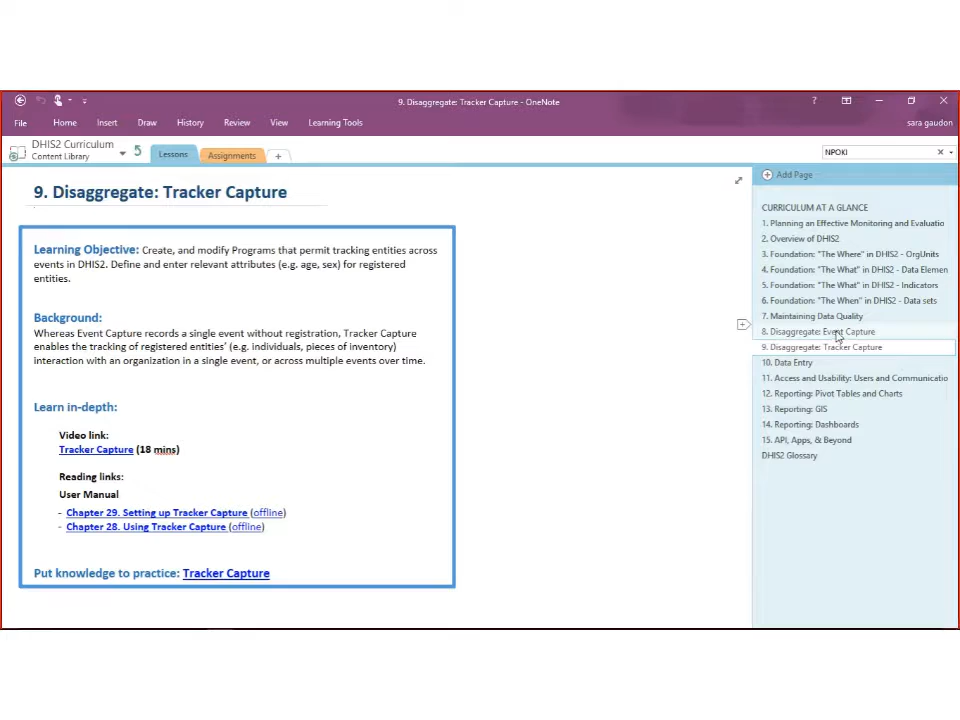 9. Disaggregate: Tracker Capture - OneNote
File Home Insert Draw History Review View Learning Tools
sara gaudon
DHIS2 Curriculum
Content Library
Lessons
Assignments
NPOKI
9. Disaggregate: Tracker Capture
Learning Objective: Create, and modify Programs that permit tracking entities across
events in DHIS2. Define and enter relevant attributes (e.g. age, sex) for registered
entities.
Background:
Whereas Event Capture records a single event without registration, Tracker Capture
enables the tracking of registered entities’ (e.g. individuals, pieces of inventory)
interaction with an organization in a single event, or across multiple events over time.
Learn in-depth:
Video link:
Tracker Capture (18 mins)
Reading links:
User Manual
- Chapter 29. Setting up Tracker Capture (offline)
- Chapter 28. Using Tracker Capture (offline)
Put knowledge to practice: Tracker Capture
Add Page
CURRICULUM AT A GLANCE
1. Planning an Effective Monitoring and Evaluatio
2. Overview of DHIS2
3. Foundation: "The Where" in DHIS2 - OrgUnits
4. Foundation: "The What" in DHIS2 - Data Elemen
5. Foundation: "The What" in DHIS2 - Indicators
6. Foundation: "The When" in DHIS2 - Data sets
7. Maintaining Data Quality
8. Disaggregate: Event Capture
9. Disaggregate: Tracker Capture
10. Data Entry
11. Access and Usability: Users and Communicatio
12. Reporting: Pivot Tables and Charts
13. Reporting: GIS
14. Reporting: Dashboards
15. API, Apps, & Beyond
DHIS2 Glossary